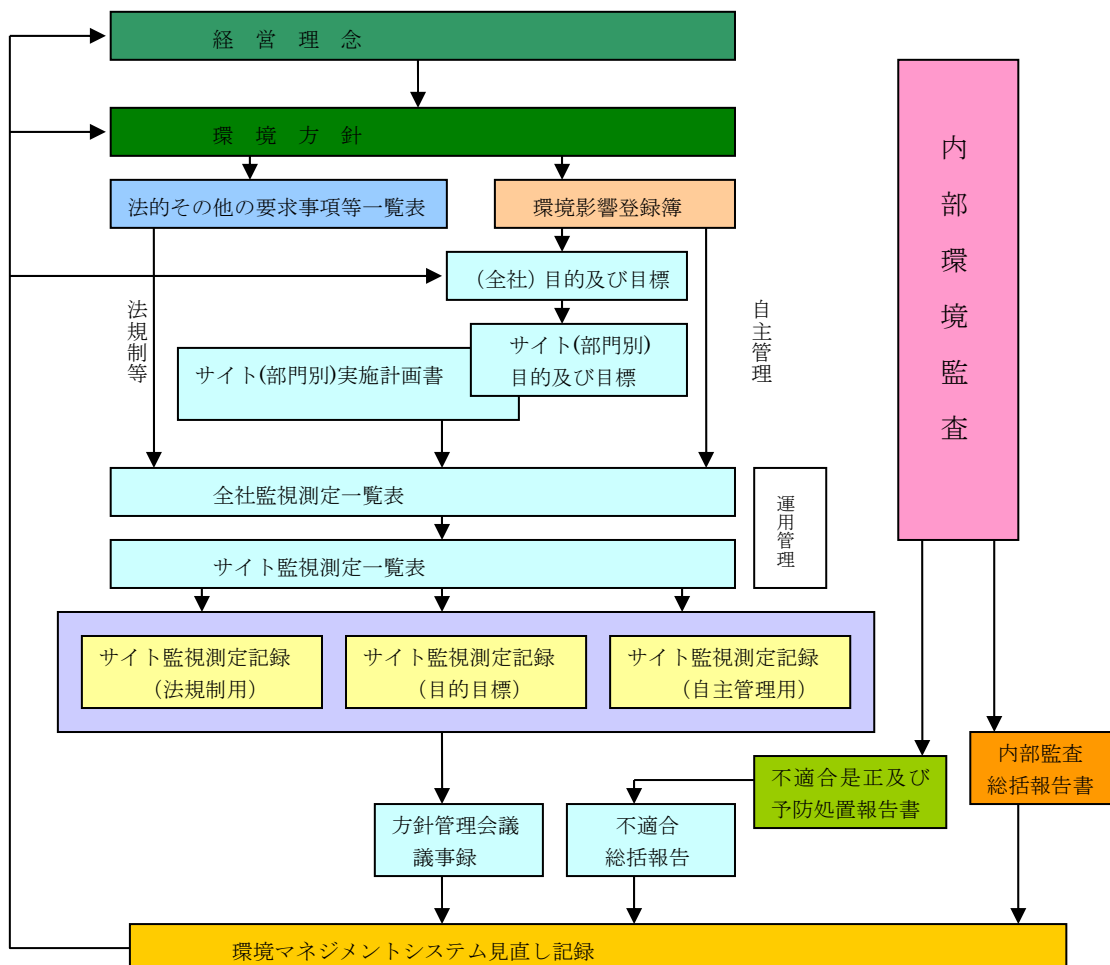 経　営　理　念
環　境　方　針
内部環境監査
法的その他の要求事項等一覧表
環境影響登録簿
（全社）目的及び目標
法規制等
自主管理
サイト(部門別)
目的及び目標
サイト(部門別)実施計画書
全社監視測定一覧表
運用管理
サイト監視測定一覧表
サイト監視測定記録
（法規制用）
サイト監視測定記録
（目的目標）
サイト監視測定記録
（自主管理用）
内部監査
総括報告書
不適合是正及び
予防処置報告書
方針管理会議
議事録
不適合
総括報告
環境マネジメントシステム見直し記録